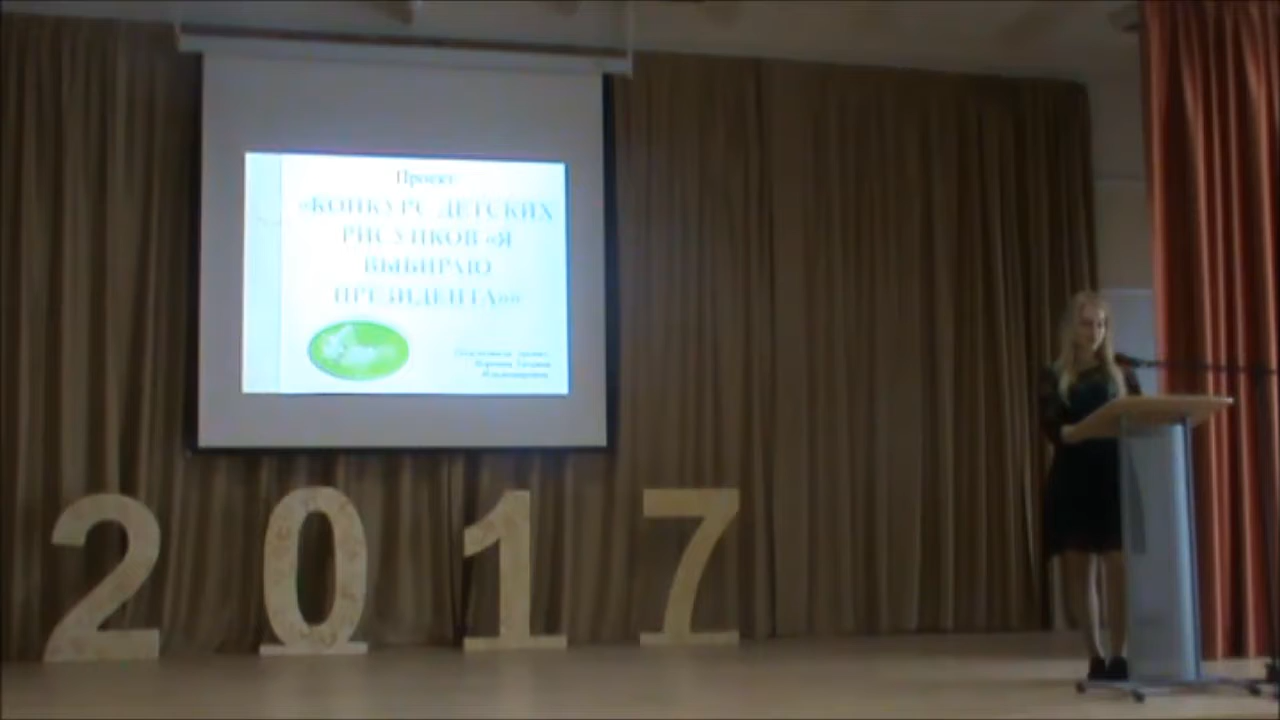 Проект
«КОНКУРС ДЕТСКИХ
РИСУНКОВ «Я
ВЫБИРАЮ
ПРЕЗИДЕНТА»»
2017